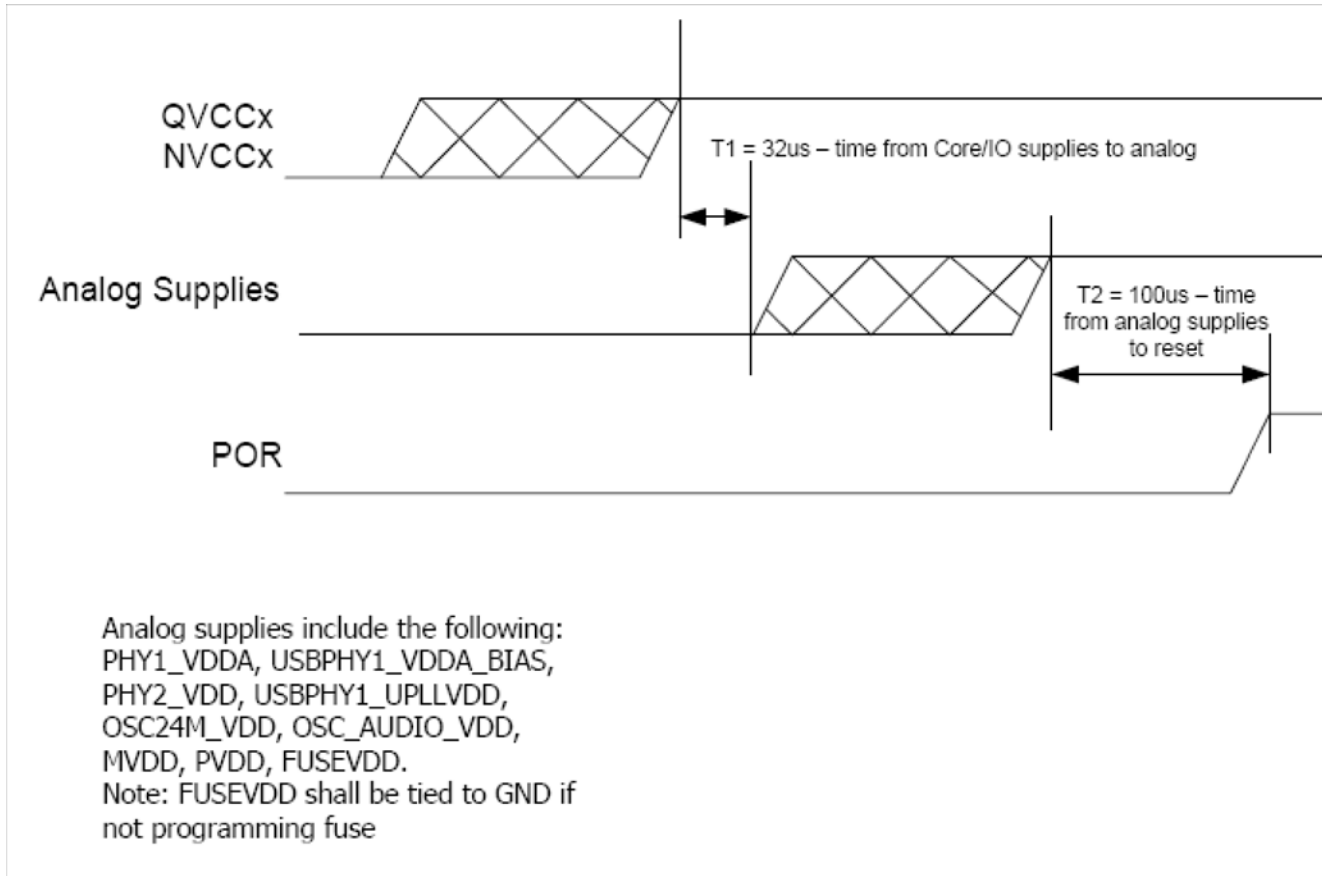 QVCCx
NVCCx
T1 = 32us – time from Core/IO supplies to analog
Analog Supplies
T2 = 100us – time
from analog supplies
to reset
POR
Analog supplies include the following:
PHY1_VDDA, USBPHY1_VDDA_BIAS,
PHY2_VDD, USBPHY1_UPLLVDD,
OSC24M_VDD, OSC_AUDIO_VDD,
MVDD, PVDD, FUSEVDD.
Note: FUSEVDD shall be tied to GND if
not programming fuse